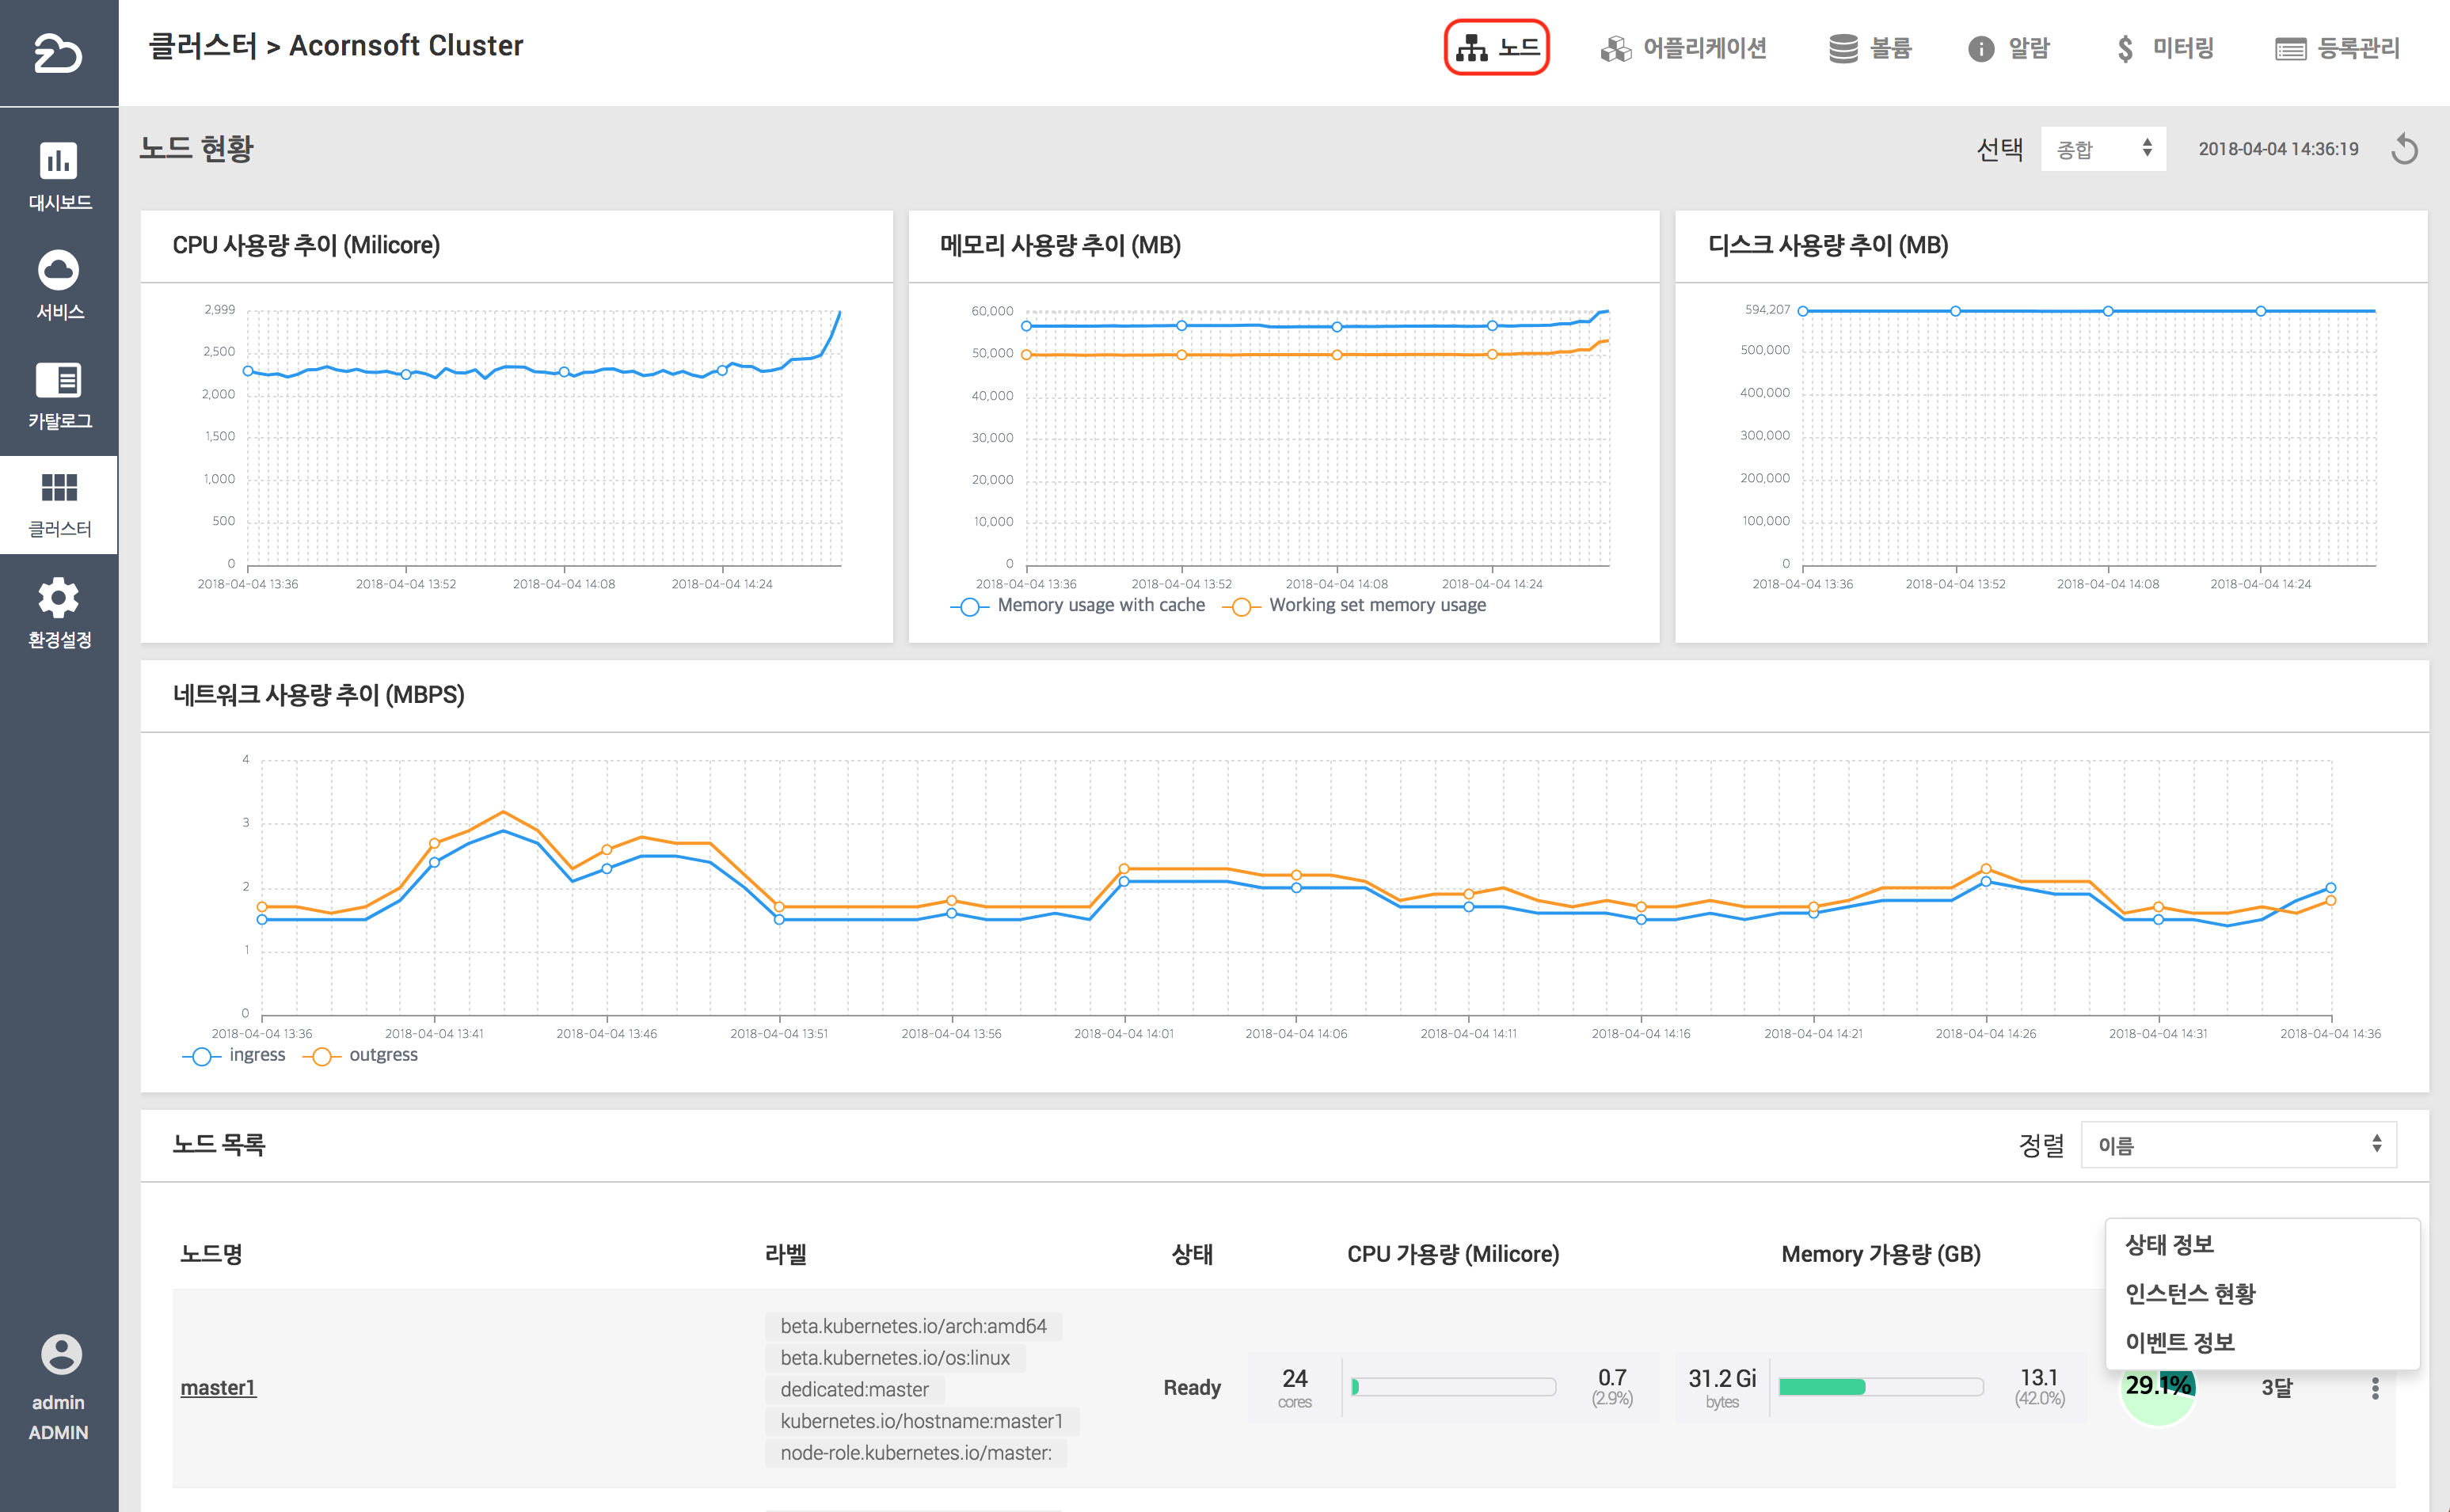 클러스터 > Acornsoft Cluster
노드
어플리케이션
볼륨
알람
미터링
등록관리
대시보드
서비스
카탈로그
클러스터
환경설정
admin
ADMIN
노드 현황
선택
종합
2018-04-04 14:36:19
CPU 사용량 추이 (Milicore)
2,999
2,500
2,000
1,500
1,000
500
0
2018-04-04 13:36
2018-04-04 13:52
2018-04-04 14:08
2018-04-04 14:24
메모리 사용량 추이 (MB)
60,000
50,000
40,000
30,000
20,000
10,000
0
2018-04-04 13:36
2018-04-04 13:52
2018-04-04 14:08
2018-04-04 14:24
Memory usage with cache
Working set memory usage
디스크 사용량 추이 (MB)
594,207
500,000
400,000
300,000
200,000
100,000
0
2018-04-04 13:36
2018-04-04 13:52
2018-04-04 14:08
2018-04-04 14:24
네트워크 사용량 추이 (MBPS)
4
3
2
1
0
2018-04-04 13:36
2018-04-04 13:41
2018-04-04 13:46
2018-04-04 13:51
2018-04-04 13:56
2018-04-04 14:01
2018-04-04 14:06
2018-04-04 14:11
2018-04-04 14:16
2018-04-04 14:21
2018-04-04 14:26
2018-04-04 14:31
2018-04-04 14:36
ingress
outgress
노드 목록
정렬
이름
노드명
라벨
상태
CPU 가용량 (Milicore)
Memory 가용량 (GB)
상태 정보
인스턴스 현황
이벤트 정보
master1
beta.kubernetes.io/arch:amd64
beta.kubernetes.io/os:linux
dedicated:master
kubernetes.io/hostname:master1
node-role.kubernetes.io/master:
Ready
24
cores
0.7
(2.9%)
31.2 Gi
bytes
13.1
(42.0%)
29.1%
3달